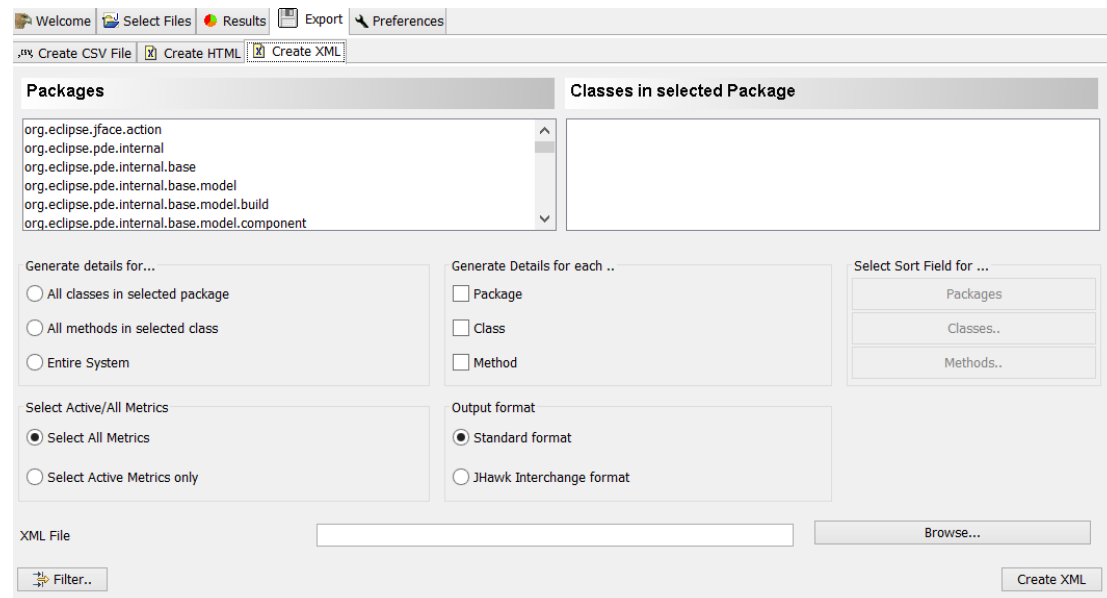 Welcome Select Files Results Export Preferences
.csv, Create CSV File Create HTML Create XML
Packages Classes in selected Package
org.eclipse.jface.action
org.eclipse.pde.internal
org.eclipse.pde.internal.base
org.eclipse.pde.internal.base.model
org.eclipse.pde.internal.base.model.build
org.eclipse.pde.internal.base.model.component
Generate details for... Generate Details for each .. Select Sort Field for ...
All classes in selected package Package Packages
All methods in selected class Class Classes..
Entire System Method Methods..
Select Active/All Metrics Output format
Select All Metrics Standard format
Select Active Metrics only JHawk Interchange format
XML File Browse...
Filter.. Create XML